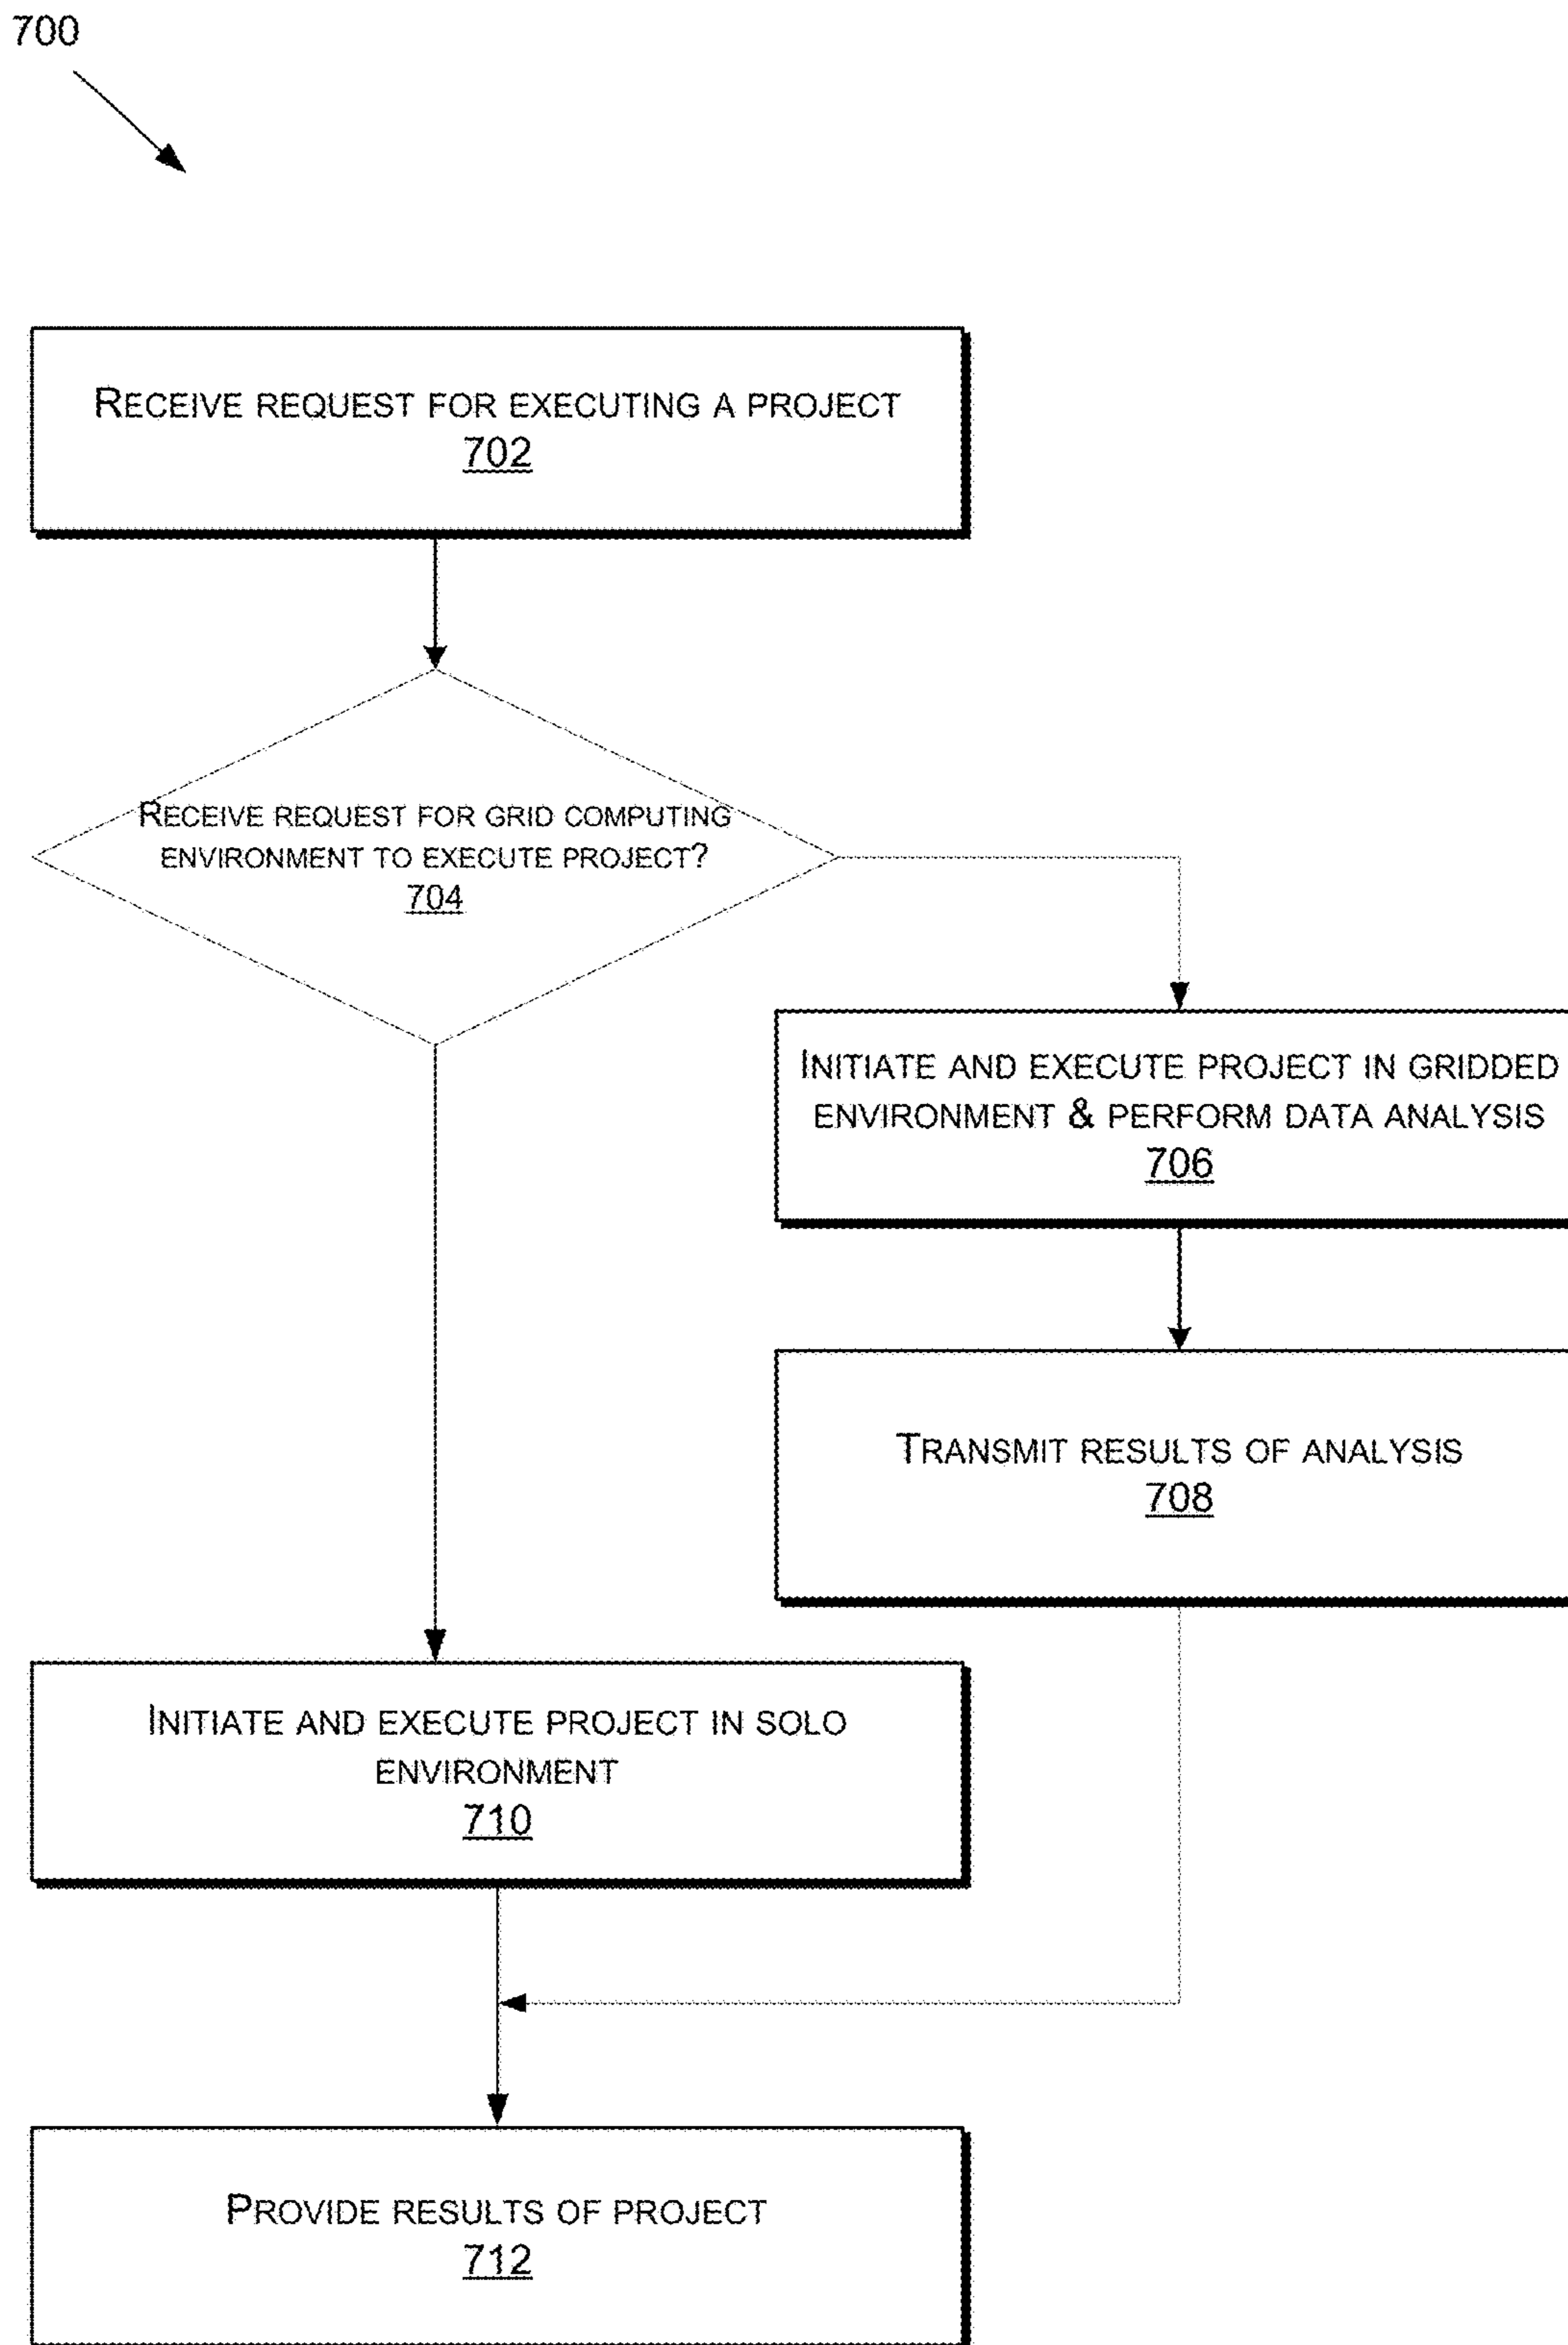 700
RECEIVE REQUEST FOR EXECUTING A PROJECT
702
RECEIVE REQUEST FOR GRID COMPUTING
ENVIRONMENT TO EXECUTE PROJECT?
704
INITIATE AND EXECUTE PROJECT IN GRIDDED
ENVIRONMENT & PERFORM DATA ANALYSIS
706
TRANSMIT RESULTS OF ANALYSIS
708
INITIATE AND EXECUTE PROJECT IN SOLO
ENVIRONMENT
710
PROVIDE RESULTS OF PROJECT
712